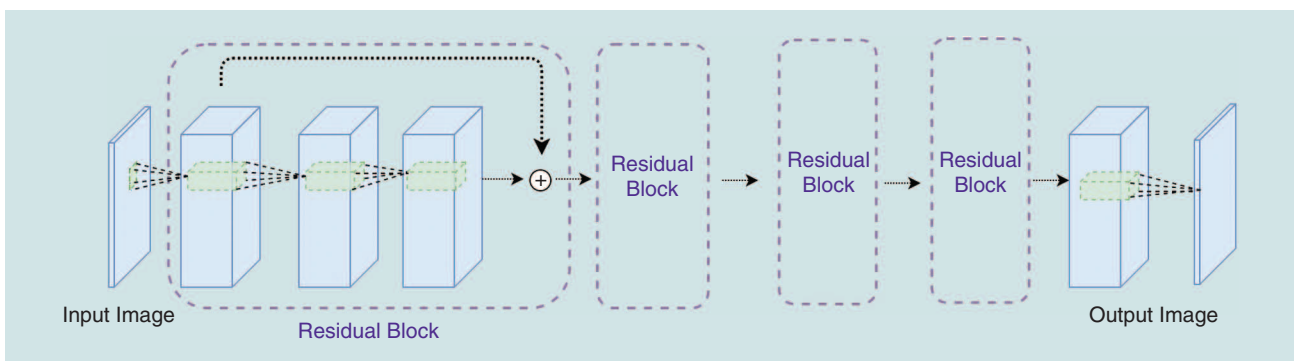 Input Image
Residual Block
+
Residual
Block
Residual
Block
Residual
Block
Output Image